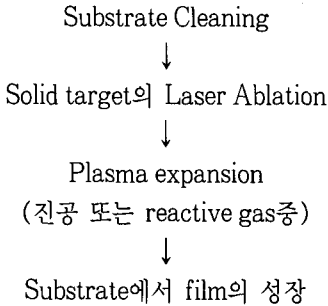 Substrate Cleaning
↓
Solid target의 Laser Ablation
↓
Plasma expansion
(진공 또는 reactive gas중)
↓
Substrate에서 film의 성장